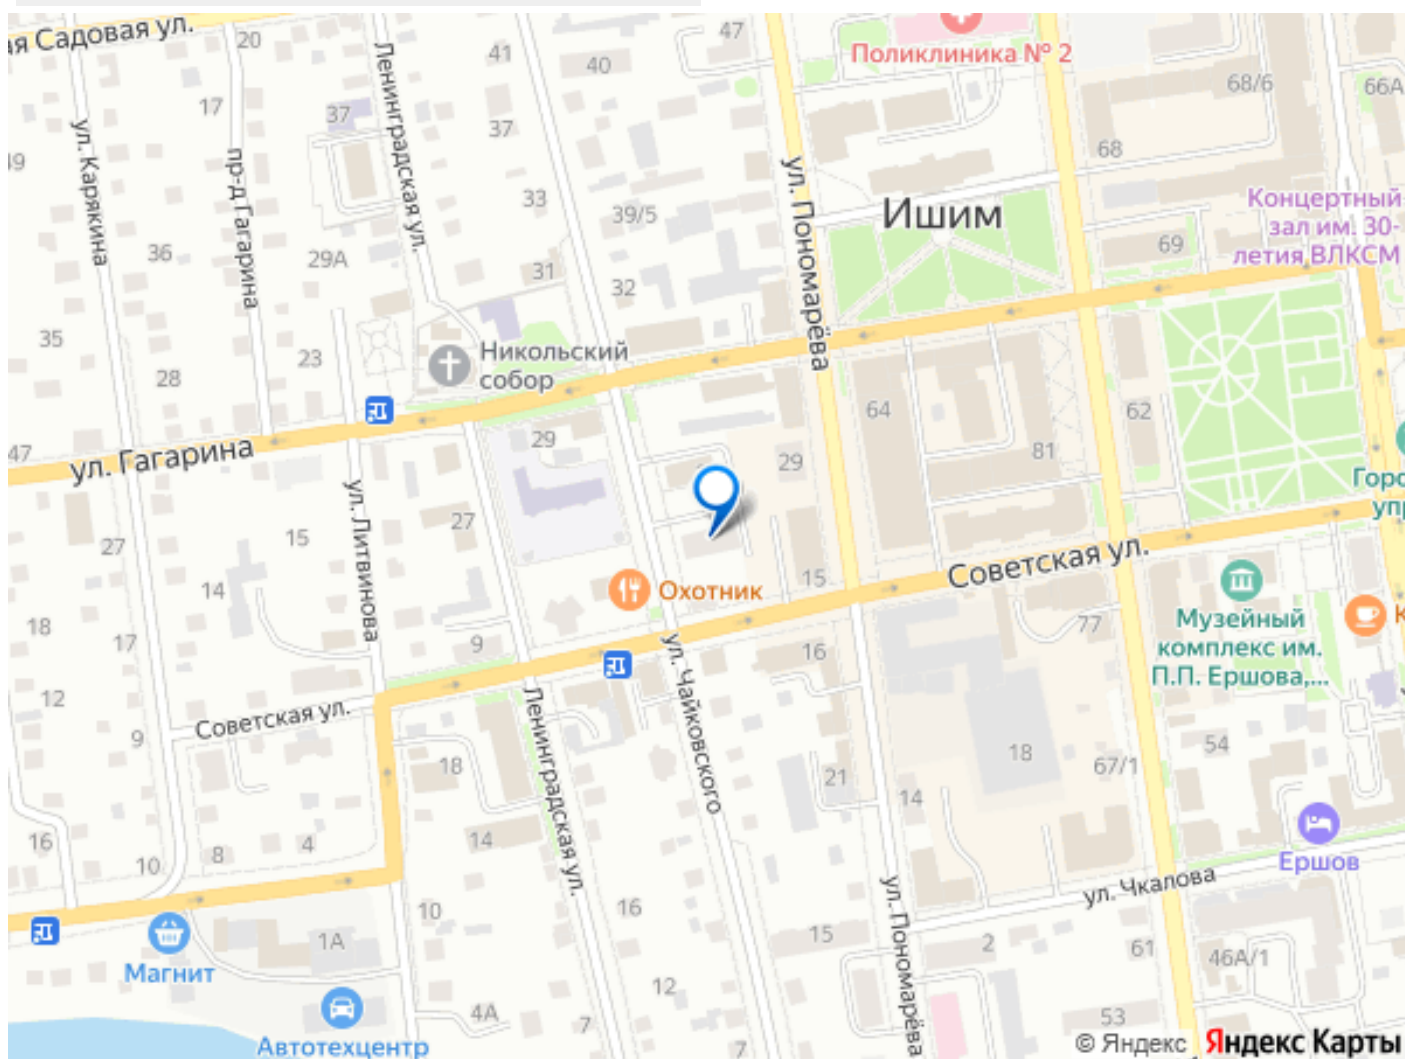 ая Садовая ул.
20
Ленинградская ул.
41
40
47
Поликлиника № 2
68/6
66А
17
37
37
68
49
ул. Карякина
пр-д Гагарина
ул. Пономарёва
33
39/5
Ишим
Концертный
зал им. 30-
летия ВЛКСМ
69
36
29А
31
32
35
23
28
Никольский
собор
47
ул. Гагарина
29
64
62
29
81
Горо
упр
27
15
ул. Литвинова
27
14
Охотник
15
Советская ул.
18
17
9
ул. Чайковского
16
77
Музейный
комплекс им.
П.П. Ершова,...
К
12
9
Советская ул.
Ленинградская ул.
18
21
14
18
67/1
54
16
10
8
4
14
Ершов
ул. Чкалова
ул. Пономарёва
10
16
15
2
61
46А/1
1А
Магнит
12
4А
7
7
53
Автотехцентр
© Яндекс Яндекс Карты